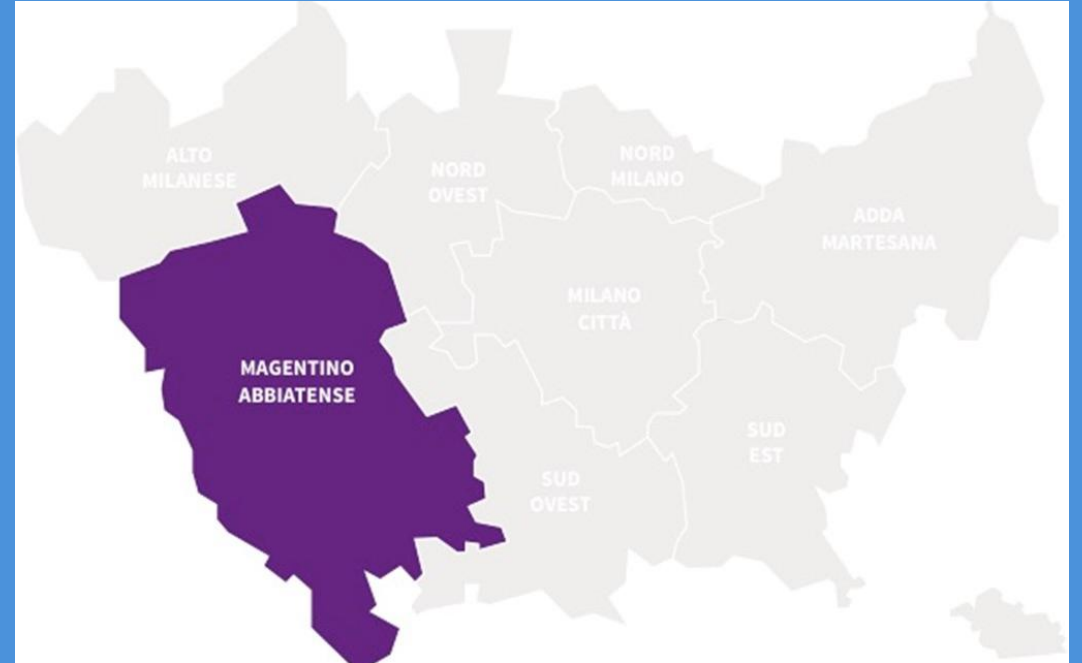 ALTO
MILANESE
NORD
OVEST
NORD
MILANO
ADDA
MARTESANA
MILANO
CITTÀ
MAGENTINO
ABBIATENSE
SUD
EST
SUD
OVEST